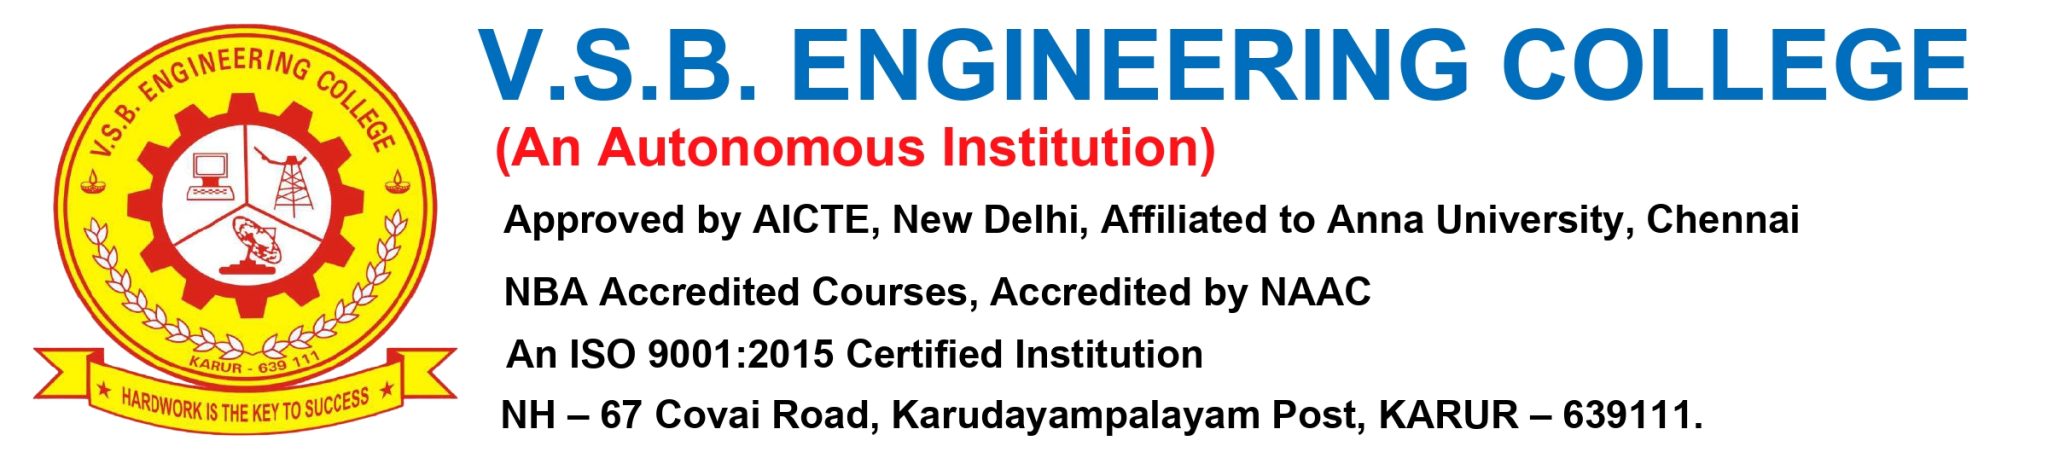 V.S.B. ENGINEERING COLLEGE
KARUR - 639 111
HARDWORK IS THE KEY TO SUCCESS
V.S.B. ENGINEERING COLLEGE
(An Autonomous Institution)
Approved by AICTE, New Delhi, Affiliated to Anna University, Chennai
NBA Accredited Courses, Accredited by NAAC
An ISO 9001:2015 Certified Institution
NH – 67 Covai Road, Karudayampalayam Post, KARUR – 639111.